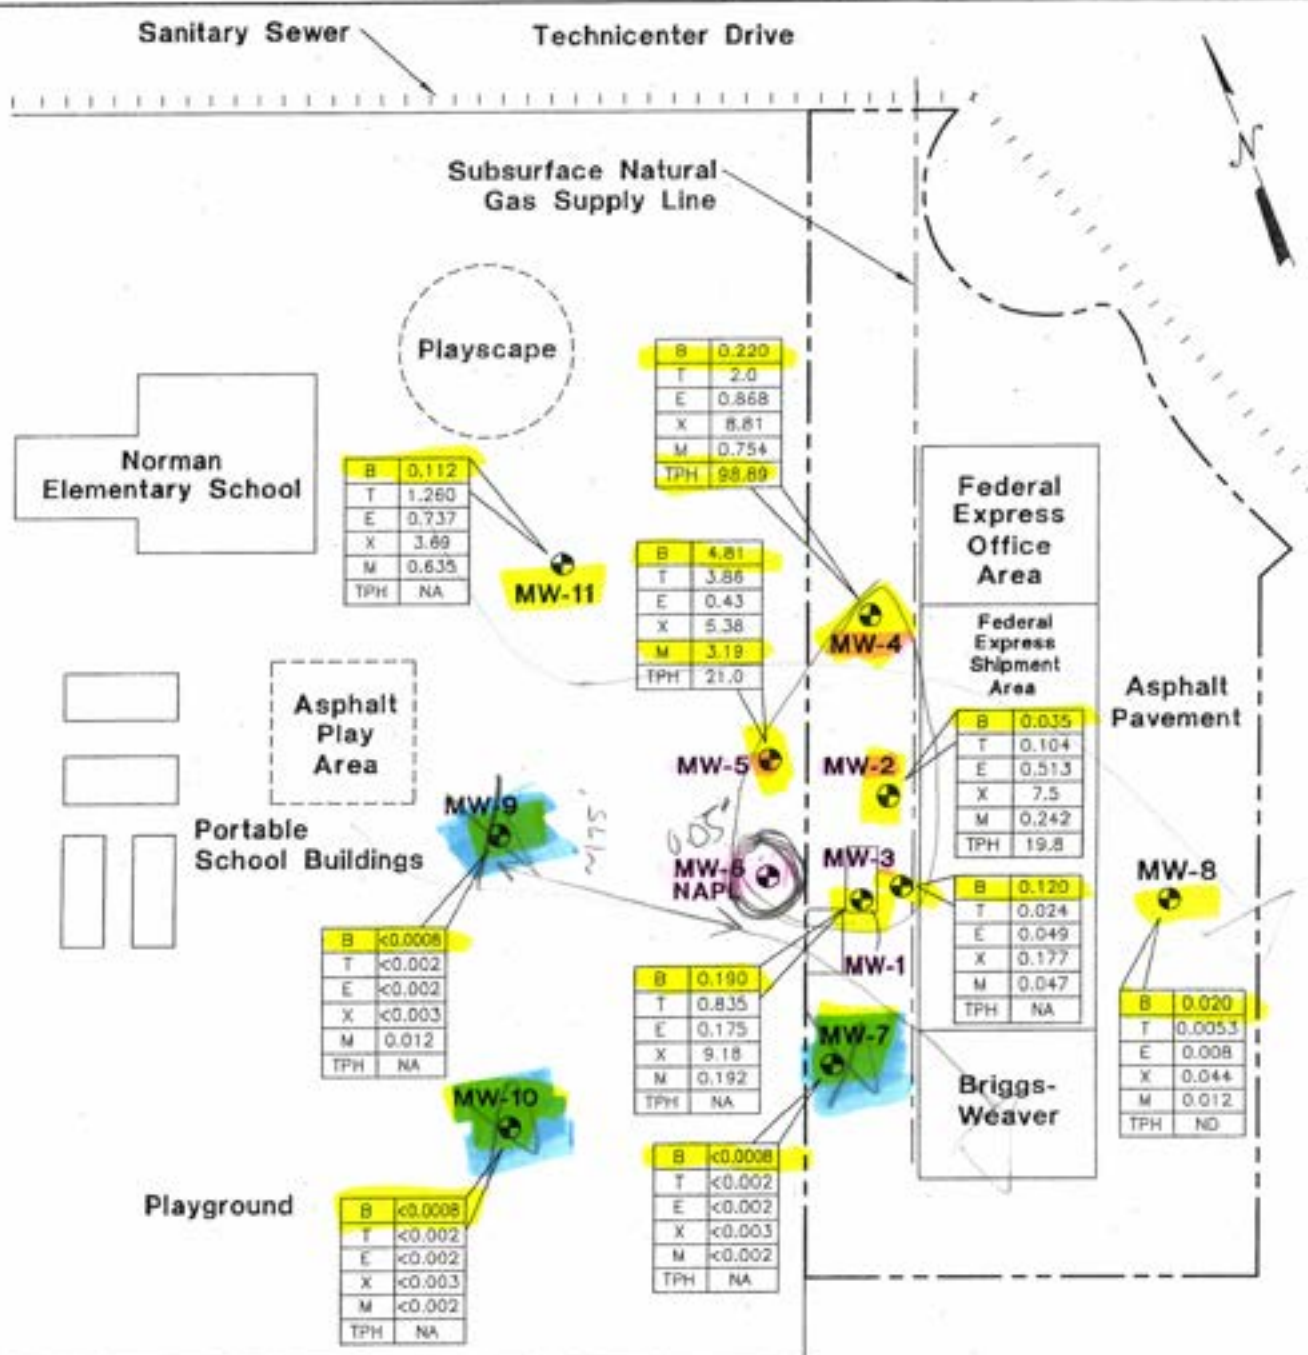 Sanitary Sewer
Technicenter Drive
N
Subsurface Natural
Gas Supply Line
Playscape
B 0.220
T 2.0
E 0.868
X 8.81
M 0.754
TPH 98.89
Norman
Elementary School
B 0.112
T 1.260
E 0.737
X 3.69
M 0.635
TPH NA
MW-11
Federal
Express
Office
Area
B 4.81
T 3.86
E 0.43
X 5.38
M 3.19
TPH 21.0
MW-4
Federal
Express
Shipment
Area
Asphalt
Play
Area
Asphalt
Pavement
B 0.035
T 0.104
E 0.513
X 7.5
M 0.242
TPH 19.8
MW-5
MW-2
MW-9
0.05'
Portable
School Buildings
MW-6
NAPL
MW-3
MW-8
B 0.120
T 0.024
E 0.049
X 0.177
M 0.047
TPH NA
B <0.0008
T <0.002
E <0.002
X <0.003
M 0.012
TPH NA
MW-1
B 0.190
T 0.835
E 0.175
X 9.18
M 0.192
TPH NA
B 0.020
T 0.0053
E 0.008
X 0.044
M 0.012
TPH ND
MW-7
Briggs-
Weaver
MW-10
B <0.0008
T <0.002
E <0.002
X <0.003
M <0.002
TPH NA
Playground
B <0.0008
T <0.002
E <0.002
X <0.003
M <0.002
TPH NA